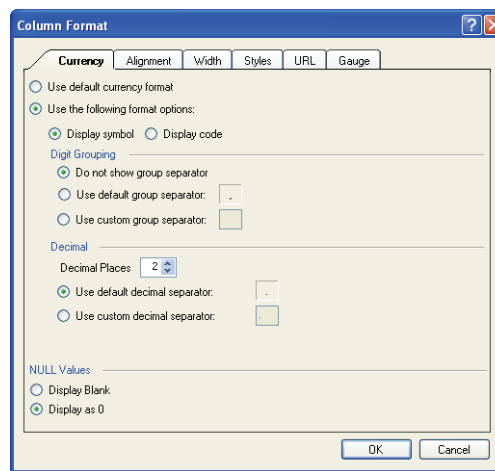 Column Format
?
Currency Alignment Width Styles URL Gauge
Use default currency format
Use the following format options:
Display symbol Display code
Digit Grouping
Do not show group separator
Use default group separator: ,
Use custom group separator:
Decimal
Decimal Places 2
Use default decimal separator: .
Use custom decimal separator: .
NULL Values
Display Blank
Display as 0
OK Cancel